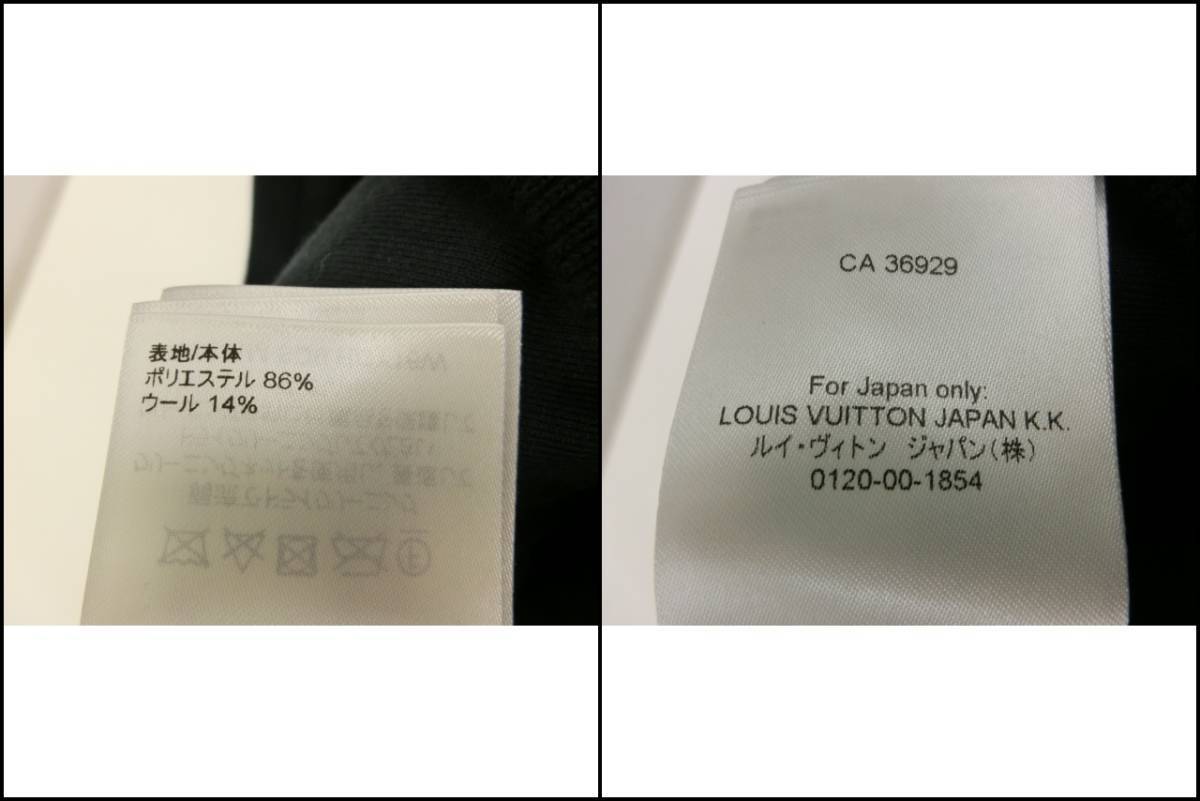 表地/本体
ポリエステル 86%
ウール 14%
CA 36929
For Japan only:
LOUIS VUITTON JAPAN K.K.
ルイ・ヴィトン ジャパン(株)
0120-00-1854